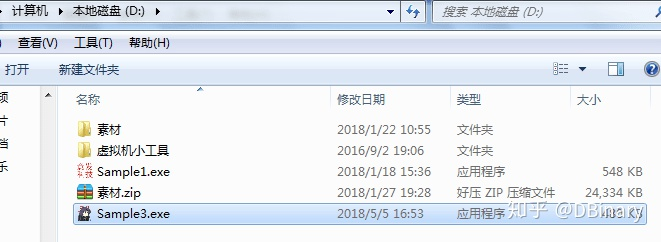 计算机 本地磁盘 (D:) 搜索 本地磁盘 (D:)
查看(V) 工具(T) 帮助(H)
打开 新建文件夹
名称 修改日期 类型 大小
素材 2018/1/22 10:55 文件夹
虚拟机小工具 2016/9/2 19:06 文件夹
Sample1.exe 2018/1/18 15:36 应用程序 548 KB
素材.zip 2018/1/27 19:28 好压 ZIP 压缩文件 24,334 KB
Sample3.exe 2018/5/5 16:53 应用程序 KB
知乎 @DBinary